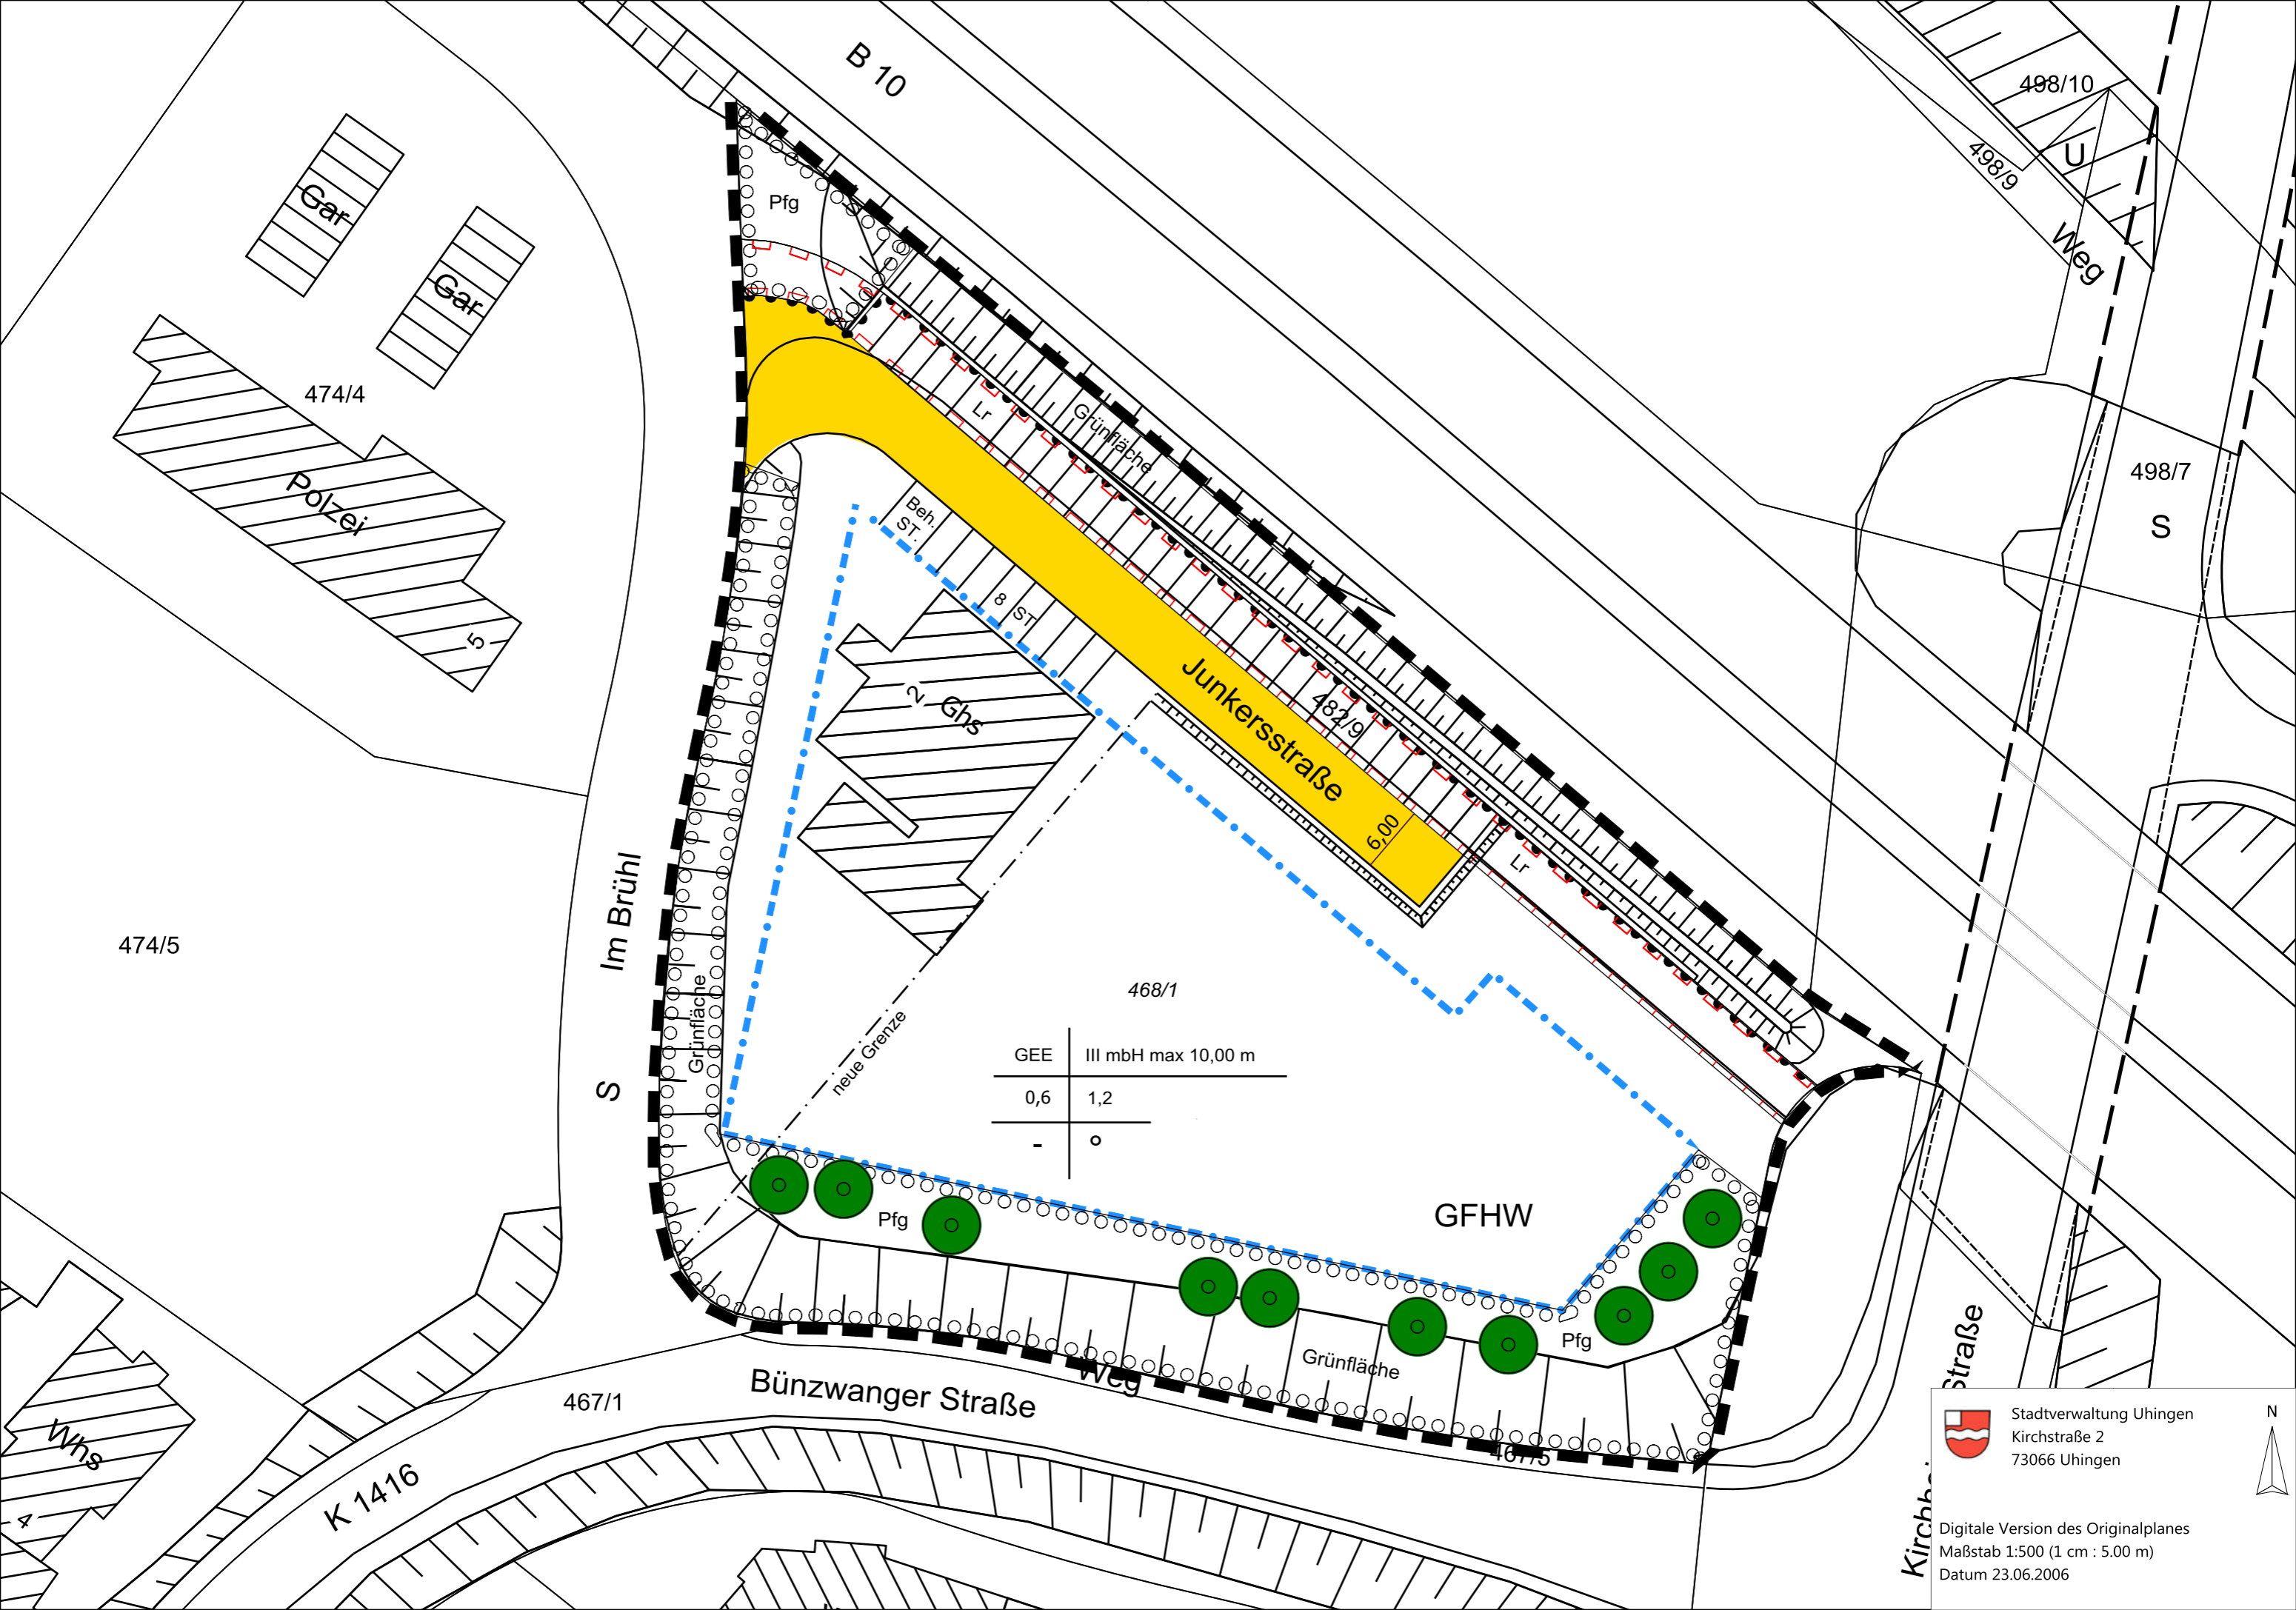 B 10
498/10
U
498/9
Weg
Gar
Gar
Pfg
474/4
Polzei
5
Lr
Grünfläche
498/7
S
Beh.
ST.
8 ST
2 Ghs
Junkersstraße
482/9
6,00
Lr
Im Brühl
474/5
S
Grünfläche
neue Grenze
468/1
GEE
III mbH max 10,00 m
0,6
1,2
-
o
GFHW
Pfg
Pfg
Grünfläche
Weg
Bünzwanger Straße
467/1
467/5
K 1416
Whs
4
Straße
Stadtverwaltung Uhingen
Kirchstraße 2
73066 Uhingen
N
Digitale Version des Originalplanes
Maßstab 1:500 (1 cm : 5.00 m)
Datum 23.06.2006